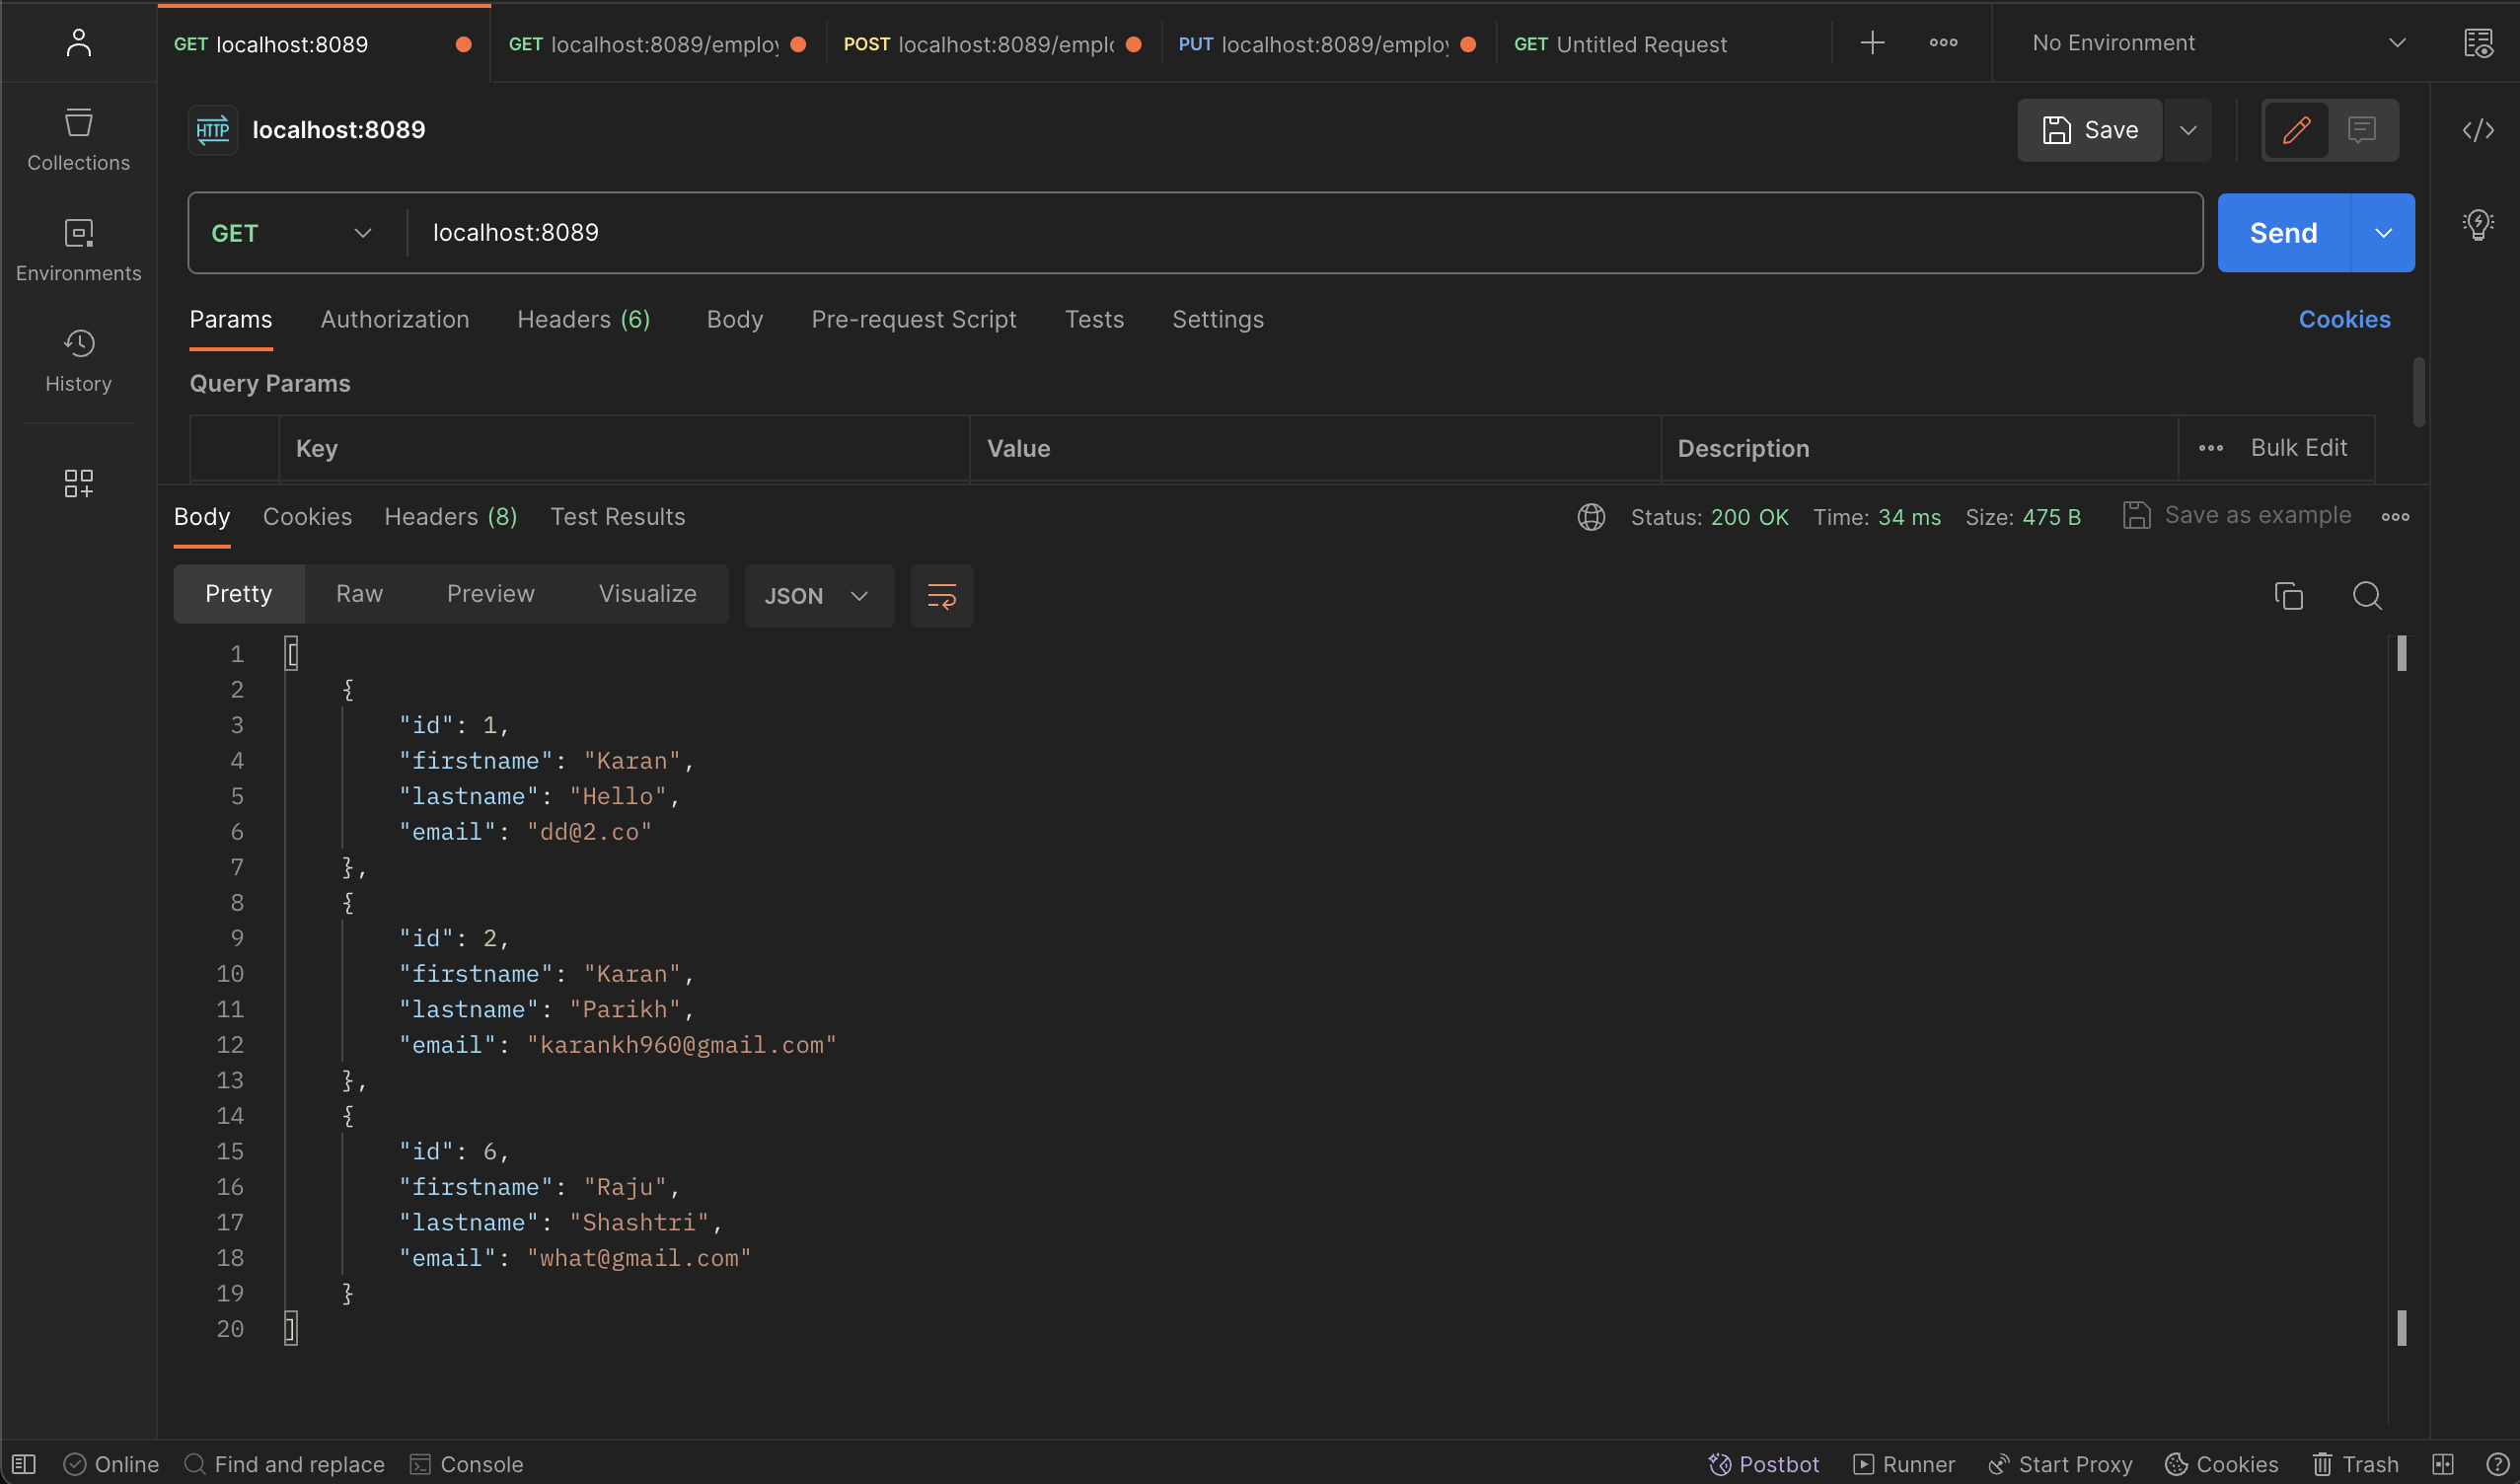 GET localhost:8089
GET localhost:8089/employ
POST localhost:8089/empl
PUT localhost:8089/employ
GET Untitled Request
No Environment
Collections
Environments
History
HTTP
localhost:8089
Save
GET
localhost:8089
Send
Params Authorization Headers (6) Body Pre-request Script Tests Settings Cookies
Query Params
Key Value Description Bulk Edit
Body Cookies Headers (8) Test Results Status: 200 OK Time: 34 ms Size: 475 B Save as example
Pretty Raw Preview Visualize JSON
1 [
2 {
3 "id": 1,
4 "firstname": "Karan",
5 "lastname": "Hello",
6 "email": "dd@2.co"
7 },
8 {
9 "id": 2,
10 "firstname": "Karan",
11 "lastname": "Parikh",
12 "email": "karankh960@gmail.com"
13 },
14 {
15 "id": 6,
16 "firstname": "Raju",
17 "lastname": "Shashtri",
18 "email": "what@gmail.com"
19 }
20 ]
Online Find and replace Console Postbot Runner Start Proxy Cookies Trash